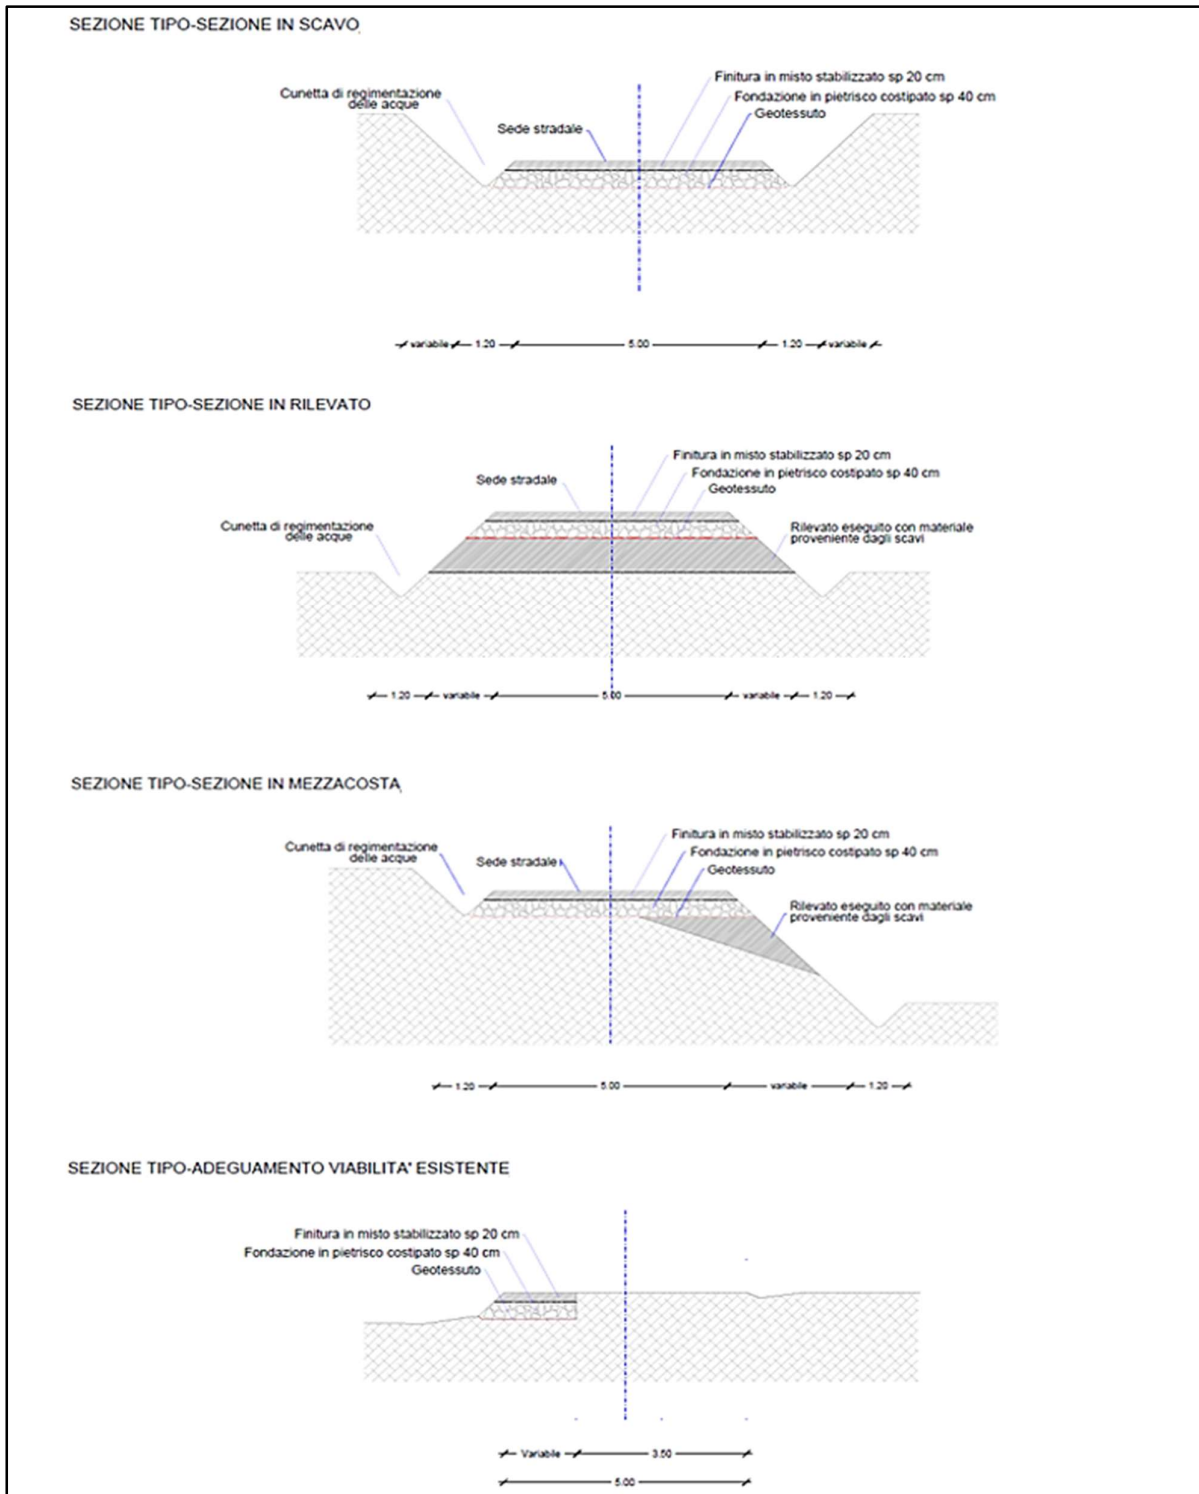 SEZIONE TIPO-SEZIONE IN SCAVO
Finitura in misto stabilizzato sp 20 cm
Cunetta di regimentazione
delle acque
Fondazione in pietrisco costipato sp 40 cm
Geotessuto
Sede stradale
variabile 1.20 5.00 1.20 variabile
SEZIONE TIPO-SEZIONE IN RILEVATO
Finitura in misto stabilizzato sp 20 cm
Fondazione in pietrisco costipato sp 40 cm
Sede stradale
Geotessuto
Cunetta di regimentazione
delle acque
Rilevato eseguito con materiale
proveniente dagli scavi
1.20 variabile 5.00 variabile 1.20
SEZIONE TIPO-SEZIONE IN MEZZACOSTA
Finitura in misto stabilizzato sp 20 cm
Cunetta di regimentazione
delle acque
Fondazione in pietrisco costipato sp 40 cm
Sede stradale
Geotessuto
Rilevato eseguito con materiale
proveniente dagli scavi
1.20 5.00 variabile 1.20
SEZIONE TIPO-ADEGUAMENTO VIABILITA' ESISTENTE
Finitura in misto stabilizzato sp 20 cm
Fondazione in pietrisco costipato sp 40 cm
Geotessuto
Variabile 3.50
5.00